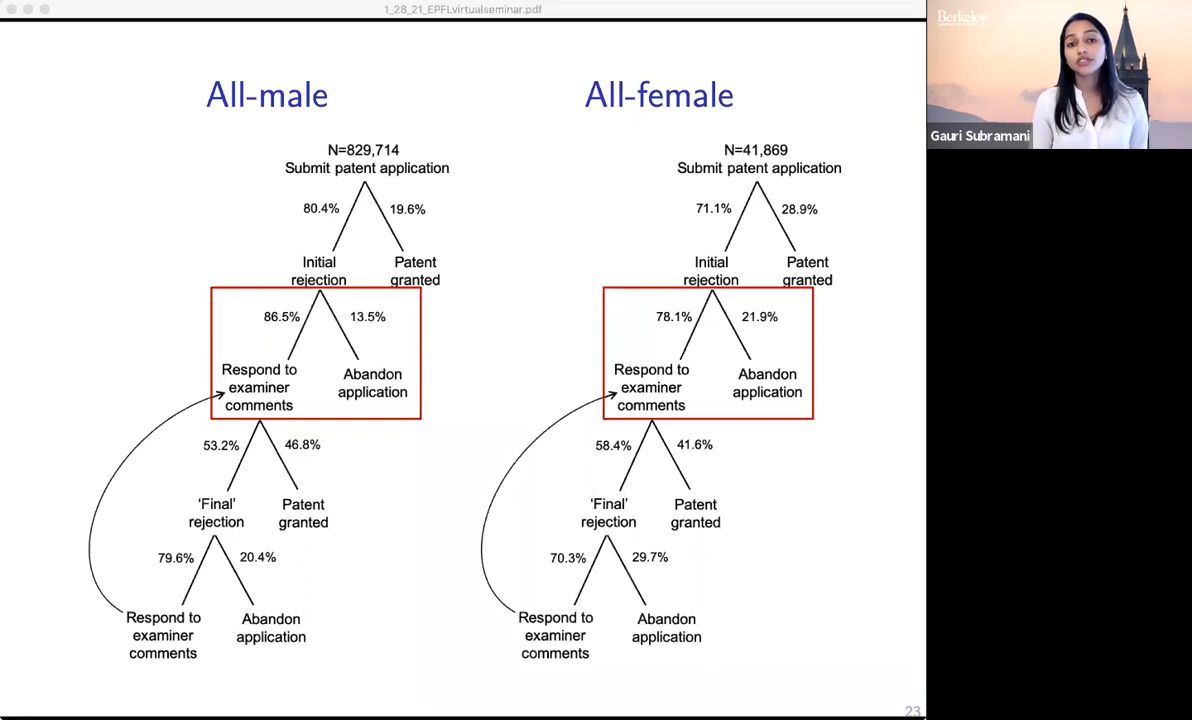 1_28_21_EPFLvirtualseminar.pdf
All-male
N=829,714
Submit patent application
80.4%
19.6%
Initial
rejection
Patent
granted
86.5%
13.5%
Respond to
examiner
comments
Abandon
application
53.2%
46.8%
'Final'
rejection
Patent
granted
79.6%
20.4%
Respond to
examiner
comments
Abandon
application
All-female
N=41,869
Submit patent application
71.1%
28.9%
Initial
rejection
Patent
granted
78.1%
21.9%
Respond to
examiner
comments
Abandon
application
58.4%
41.6%
'Final'
rejection
Patent
granted
70.3%
29.7%
Respond to
examiner
comments
Abandon
application
23
Berkeley
Gauri Subramani